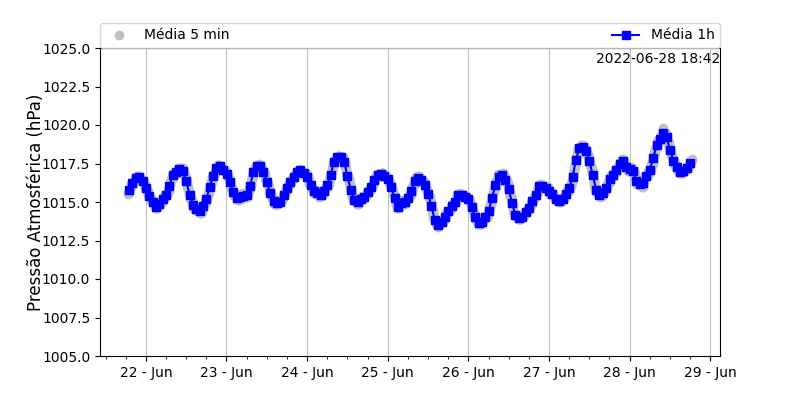 Média 5 min
Média 1h
2022-06-28 18:42
Pressão Atmosférica (hPa)
1025.0
1022.5
1020.0
1017.5
1015.0
1012.5
1010.0
1007.5
1005.0
22 - Jun
23 - Jun
24 - Jun
25 - Jun
26 - Jun
27 - Jun
28 - Jun
29 - Jun